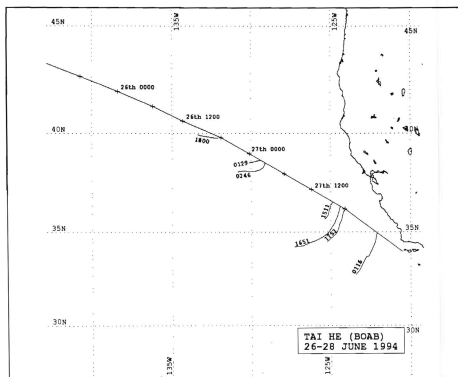 135W 125W
45N 45N
26th 0000
26th 1200
40N 40N
1800
27th 0000
0129
0246
27th 1200
1511
1651
1752
0116
35N 35N
30N 30N
TAI HE (BOAB)
26-28 JUNE 1994
135W 125W